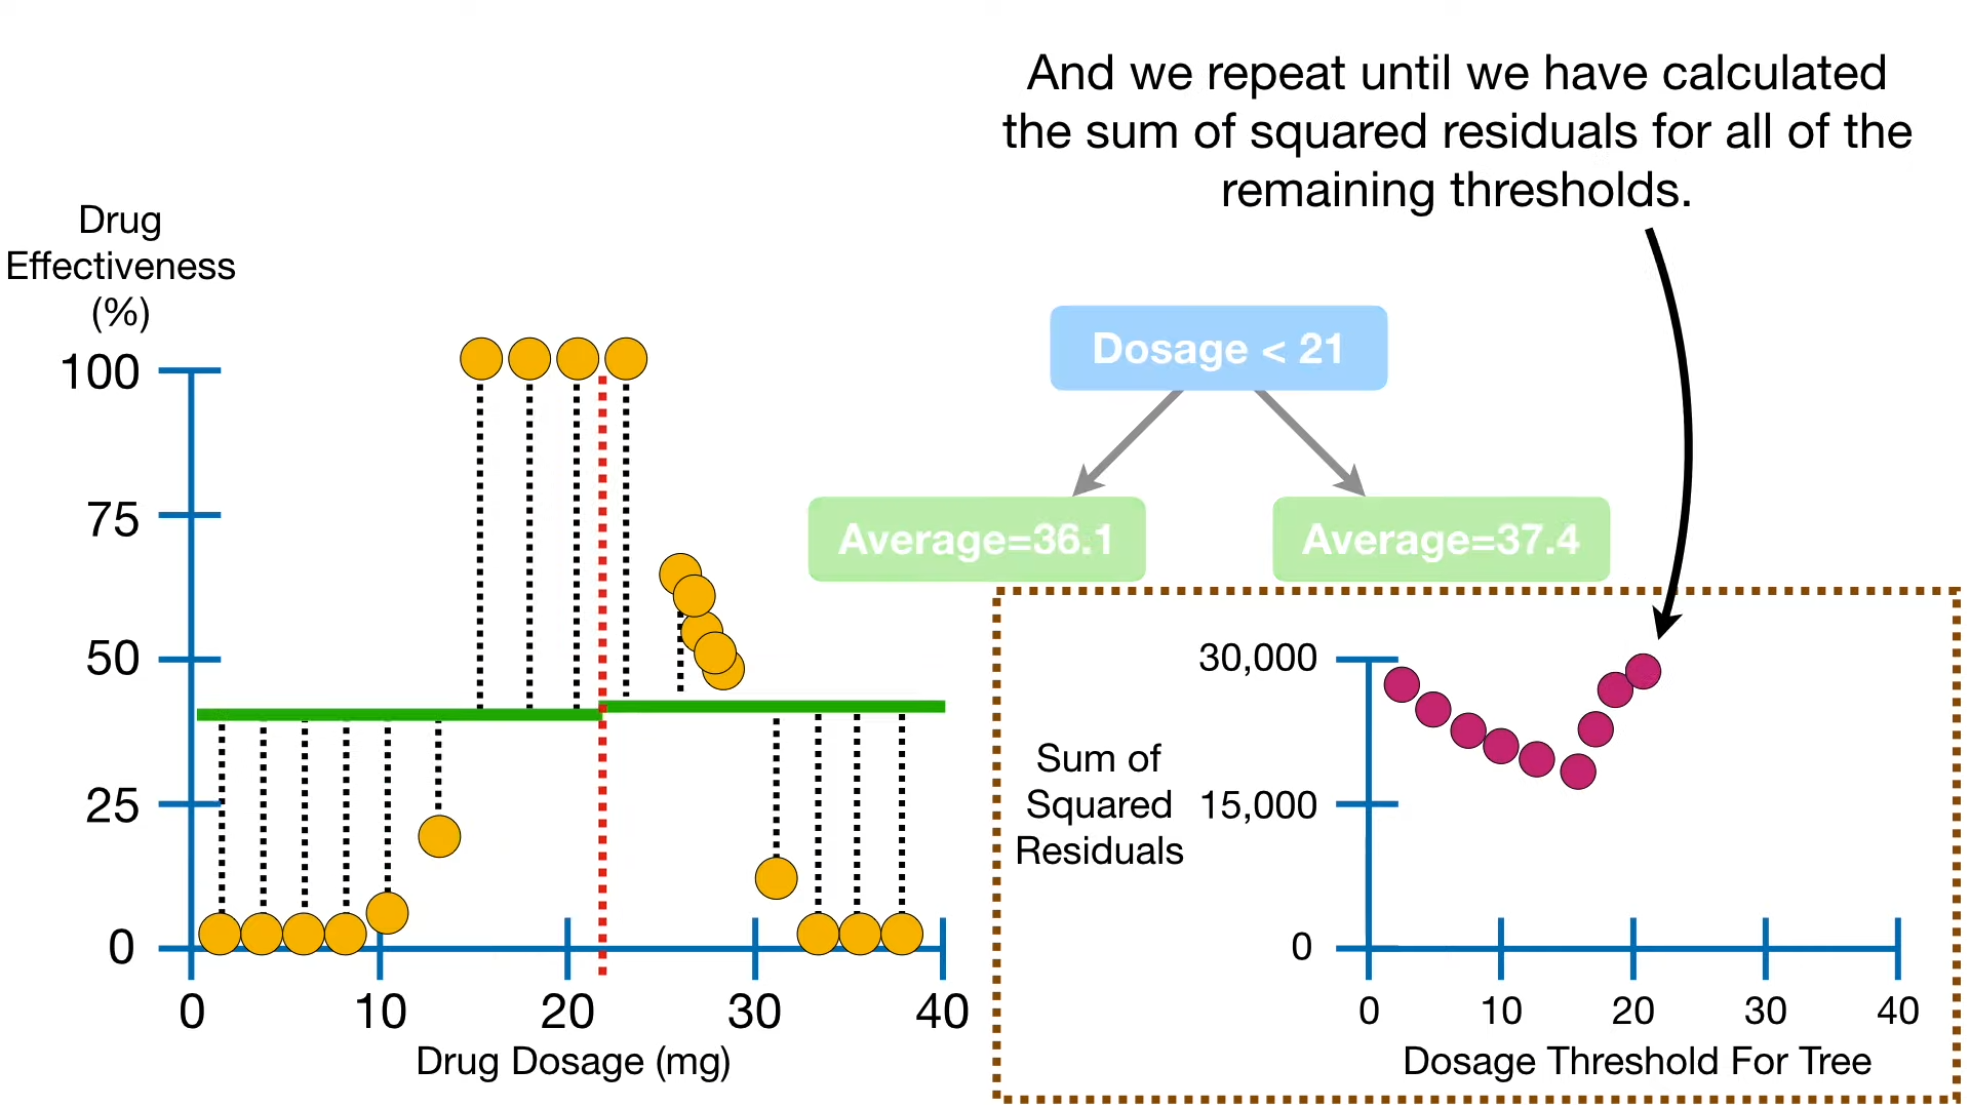 And we repeat until we have calculated
the sum of squared residuals for all of the
remaining thresholds.
Drug
Effectiveness
(%)
100
75
50
25
0
0 10 20 30 40
Drug Dosage (mg)
Dosage < 21
Average=36.1 Average=37.4
Sum of
Squared
Residuals
30,000
15,000
0
0 10 20 30 40
Dosage Threshold For Tree